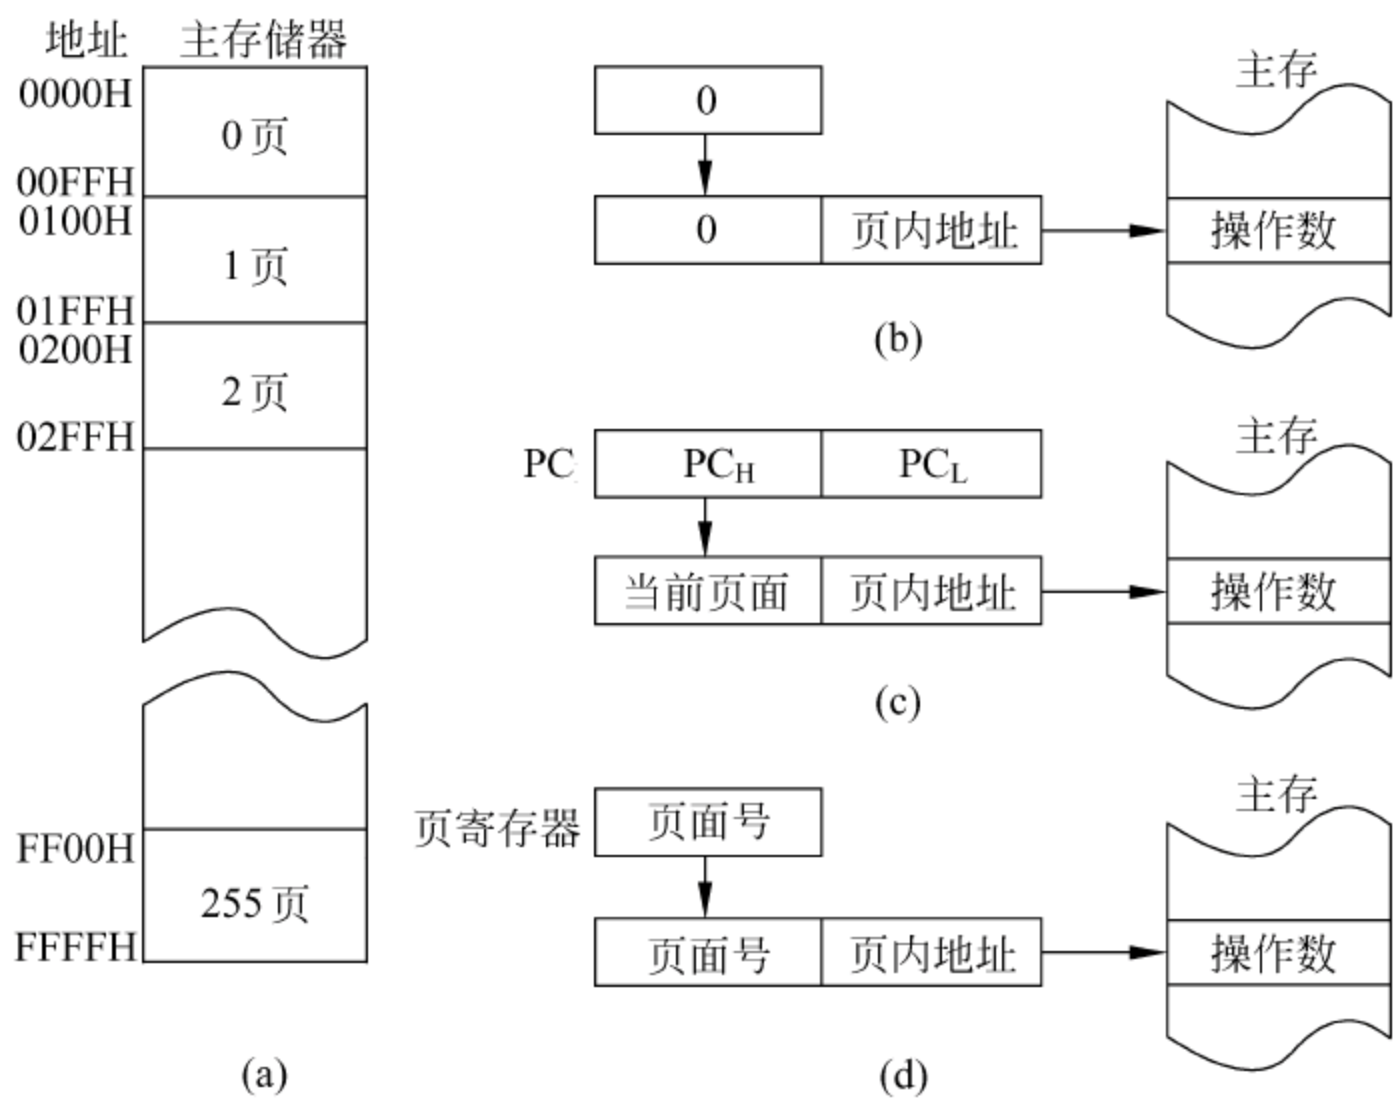 地址 主存储器
0000H
0页
00FFH
0100H
1页
01FFH
0200H
2页
02FFH
FF00H
255页
FFFFH
(a)
0
主存
0 页内地址 操作数
(b)
主存
PC PCH PCL
当前页面 页内地址 操作数
(c)
主存
页寄存器 页面号
页面号 页内地址 操作数
(d)